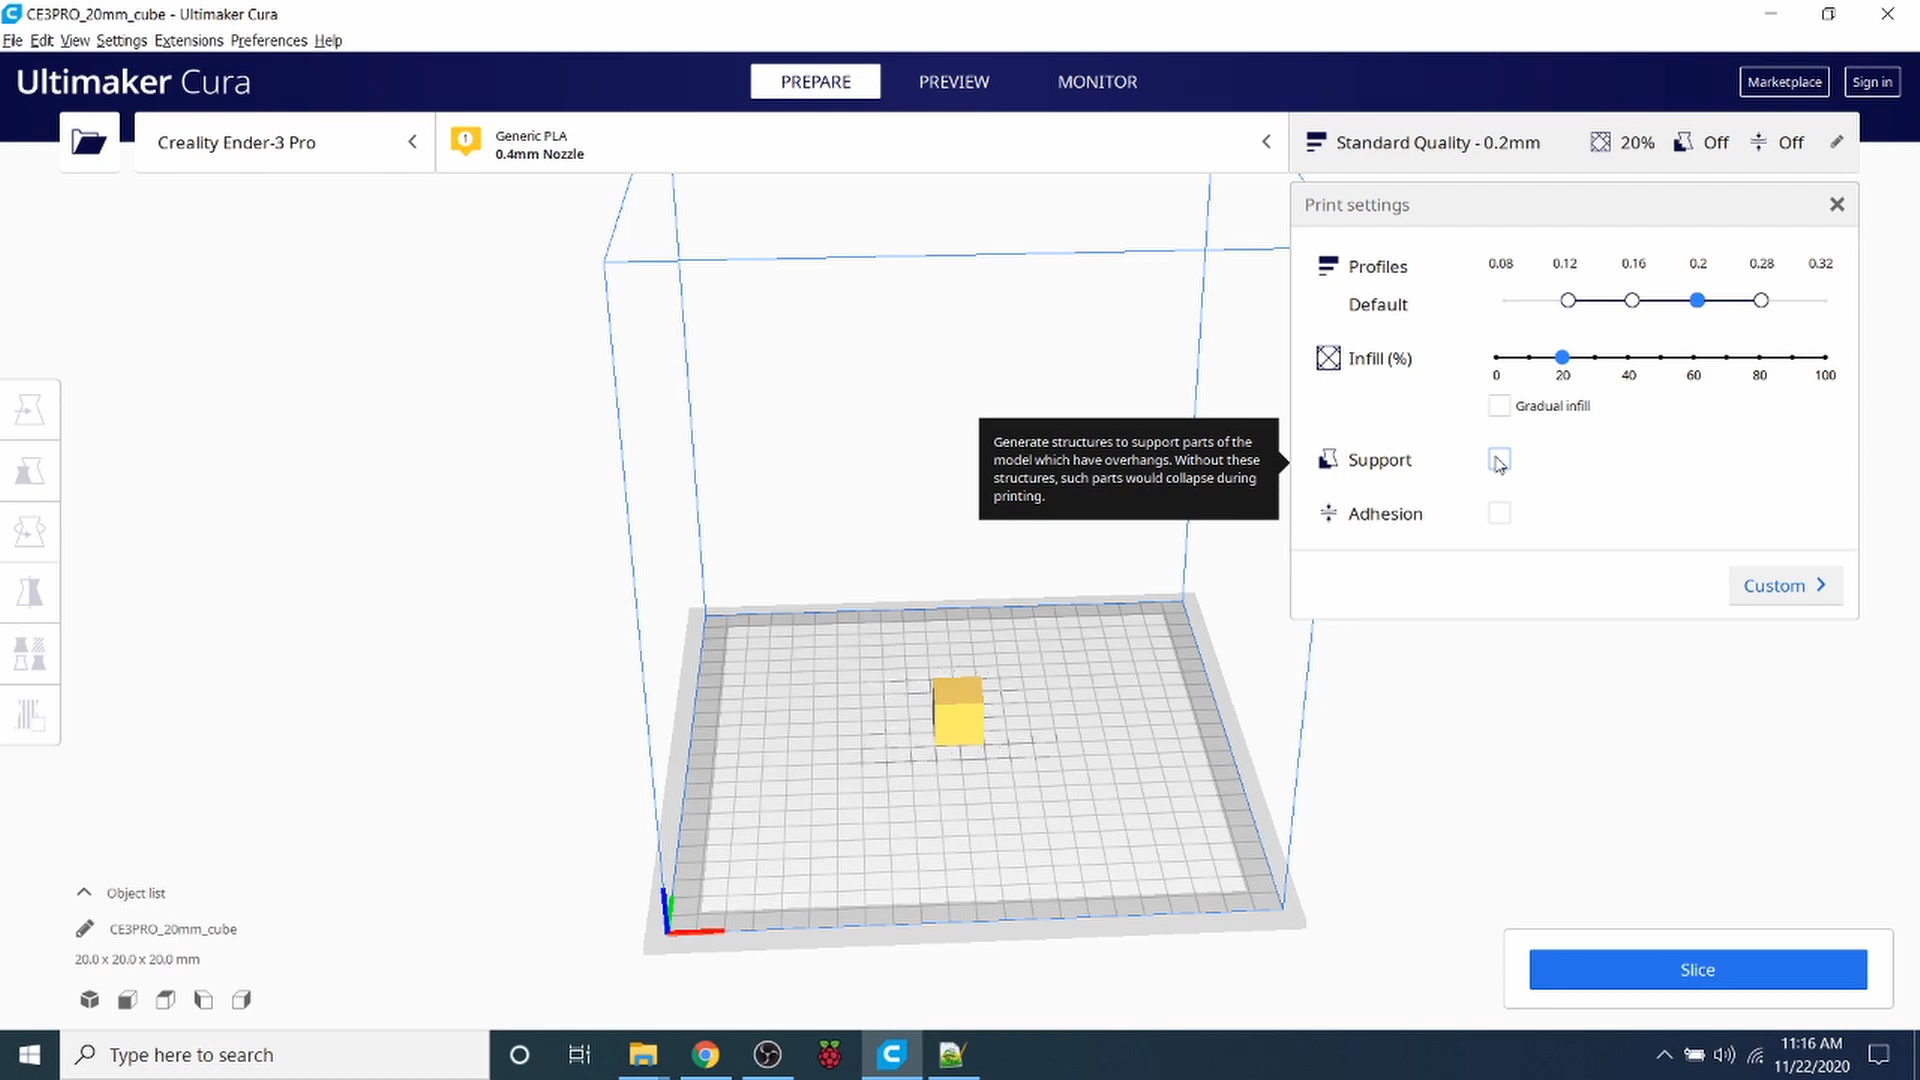 CE3PRO_20mm_cube - Ultimaker Cura
File Edit View Settings Extensions Preferences Help
Ultimaker Cura
PREPARE
PREVIEW
MONITOR
Marketplace
Sign in
Creality Ender-3 Pro
1
Generic PLA
0.4mm Nozzle
Standard Quality - 0.2mm
20%
Off
Off
Print settings
Profiles
0.08 0.12 0.16 0.2 0.28 0.32
Default
Infill (%)
0 20 40 60 80 100
Gradual infill
Generate structures to support parts of the
model which have overhangs. Without these
structures, such parts would collapse during
printing.
Support
Adhesion
Custom
Object list
CE3PRO_20mm_cube
20.0 x 20.0 x 20.0 mm
Slice
Type here to search
11:16 AM
11/22/2020